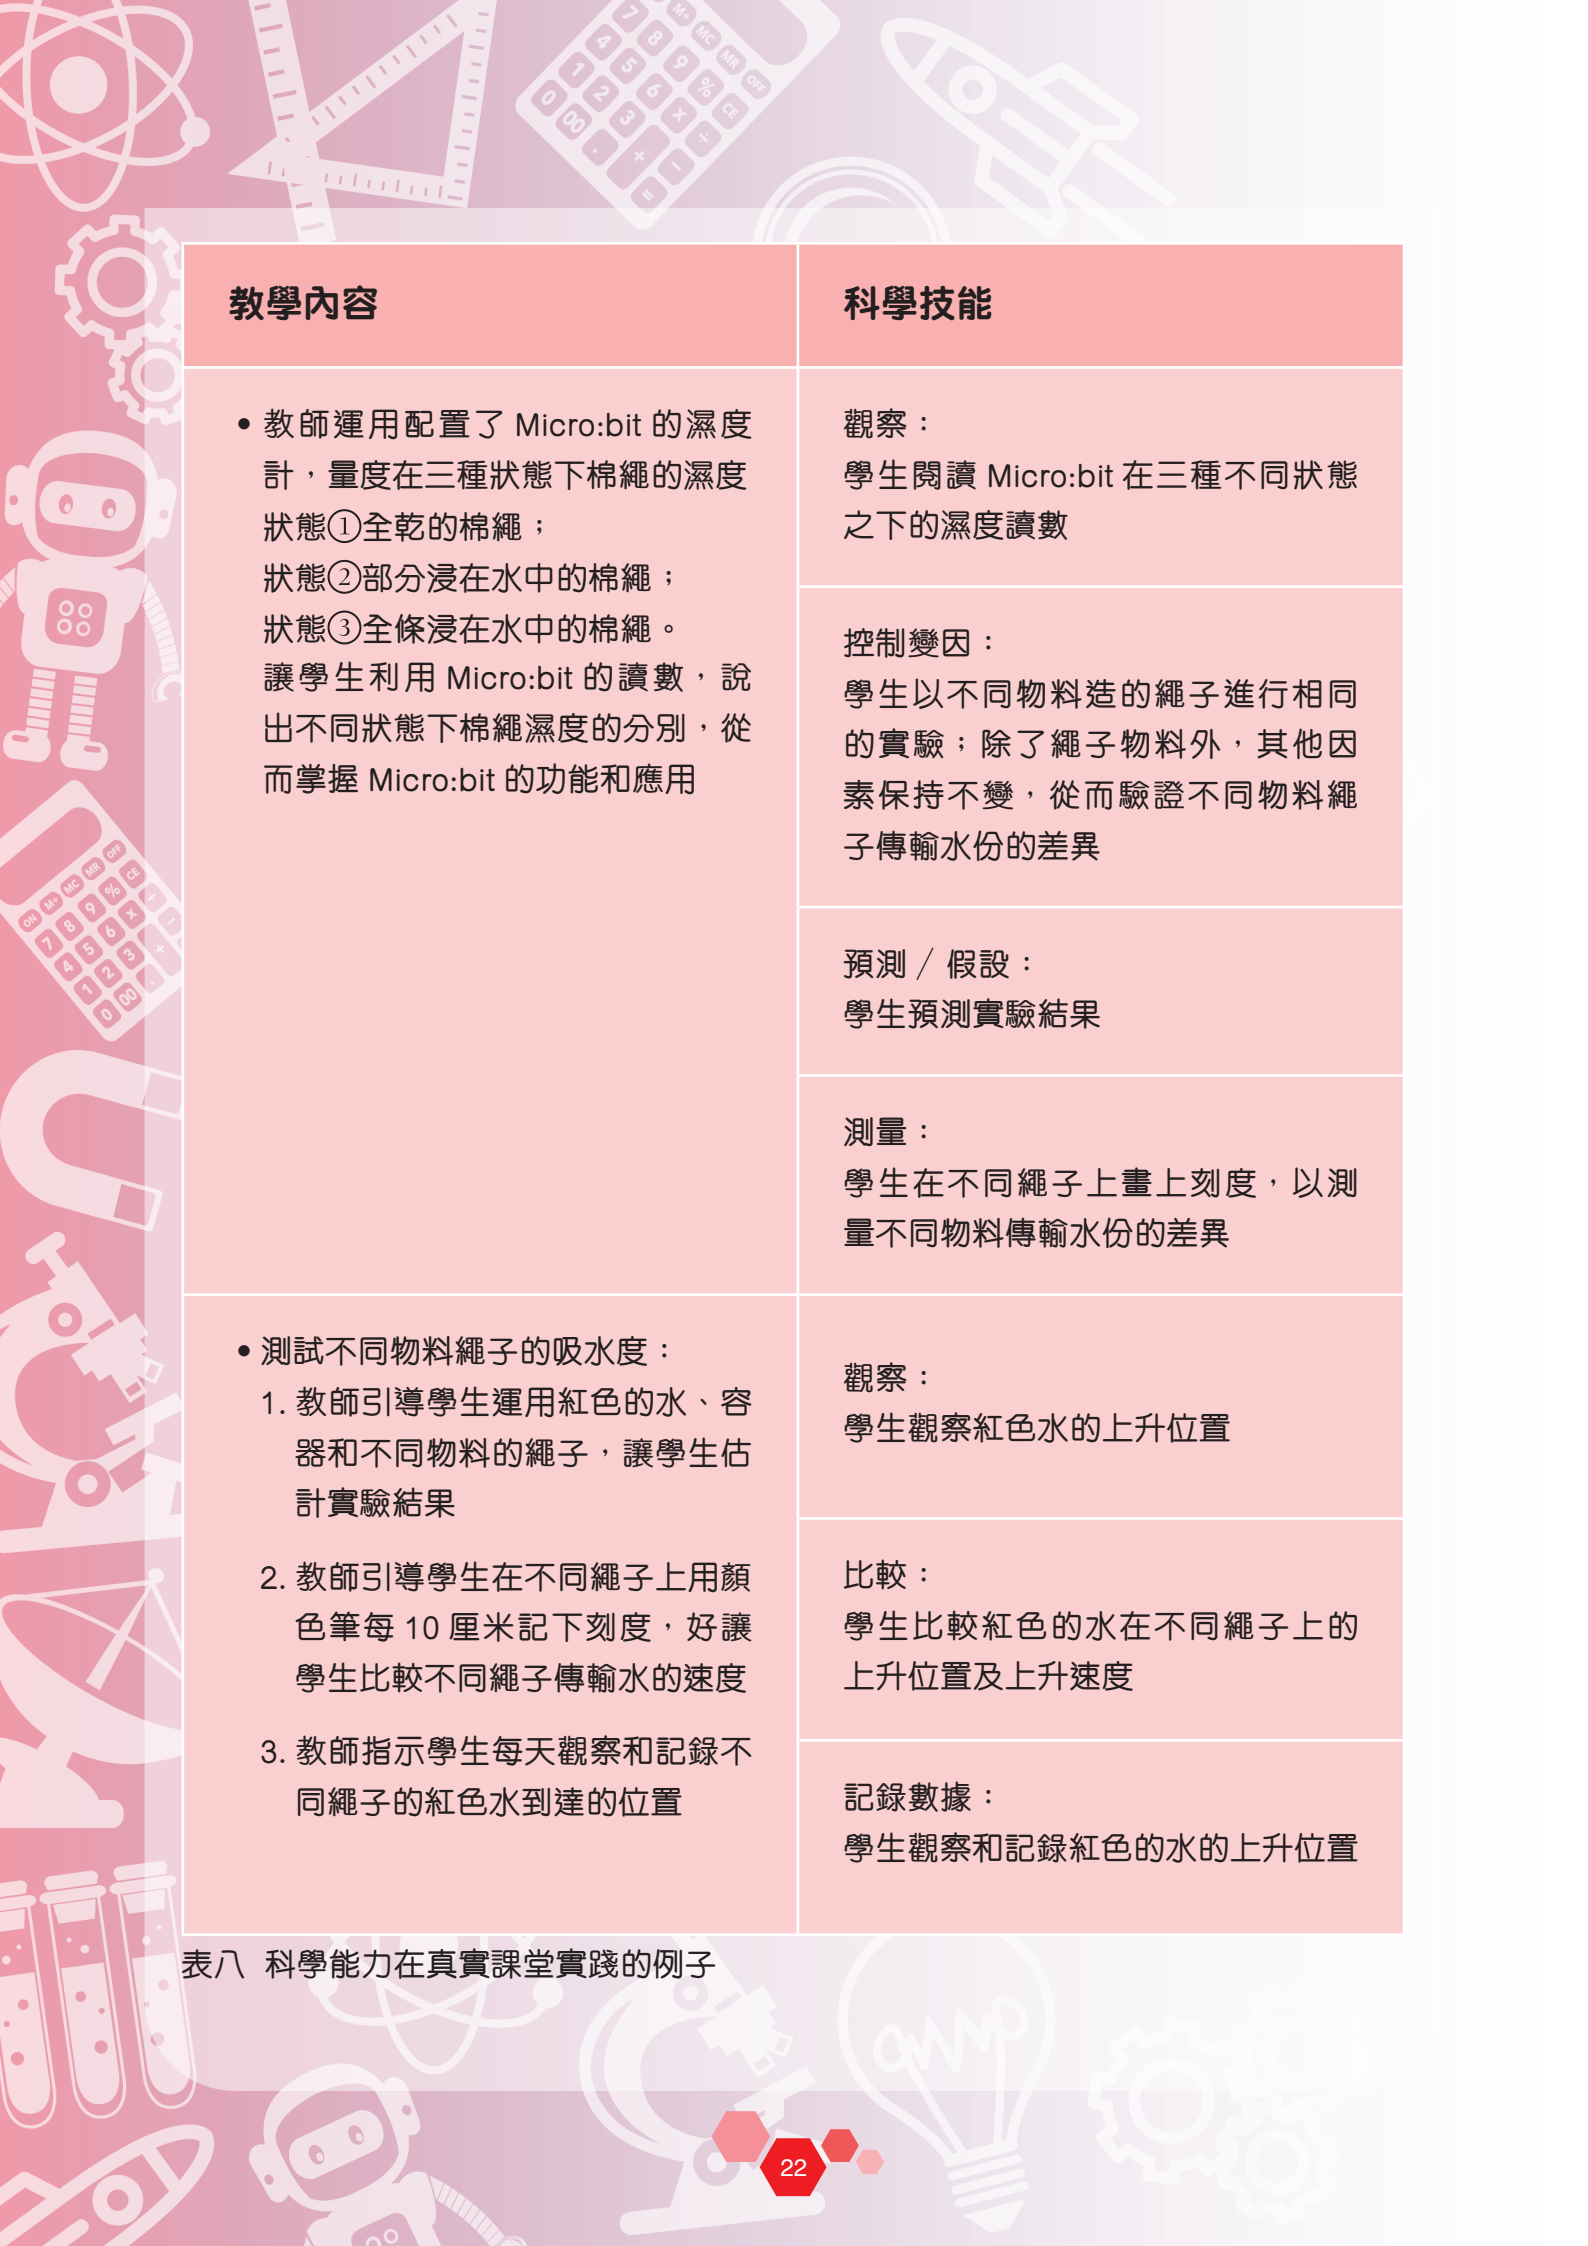 教學內容
科學技能
• 教師運用配置了 Micro:bit 的濕度
計，量度在三種狀態下棉繩的濕度
狀態①全乾的棉繩；
狀態②部分浸在水中的棉繩；
狀態③全條浸在水中的棉繩。
讓學生利用 Micro:bit 的讀數，說
出不同狀態下棉繩濕度的分別，從
而掌握 Micro:bit 的功能和應用
觀察：
學生閱讀 Micro:bit 在三種不同狀態
之下的濕度讀數
控制變因：
學生以不同物料造的繩子進行相同
的實驗；除了繩子物料外，其他因
素保持不變，從而驗證不同物料繩
子傳輸水份的差異
預測／假設：
學生預測實驗結果
測量：
學生在不同繩子上畫上刻度，以測
量不同物料傳輸水份的差異
• 測試不同物料繩子的吸水度：
1. 教師引導學生運用紅色的水、容
器和不同物料的繩子，讓學生估
計實驗結果
2. 教師引導學生在不同繩子上用顏
色筆每 10 厘米記下刻度，好讓
學生比較不同繩子傳輸水的速度
3. 教師指示學生每天觀察和記錄不
同繩子的紅色水到達的位置
觀察：
學生觀察紅色水的上升位置
比較：
學生比較紅色的水在不同繩子上的
上升位置及上升速度
記錄數據：
學生觀察和記錄紅色的水的上升位置
表八 科學能力在真實課堂實踐的例子
22